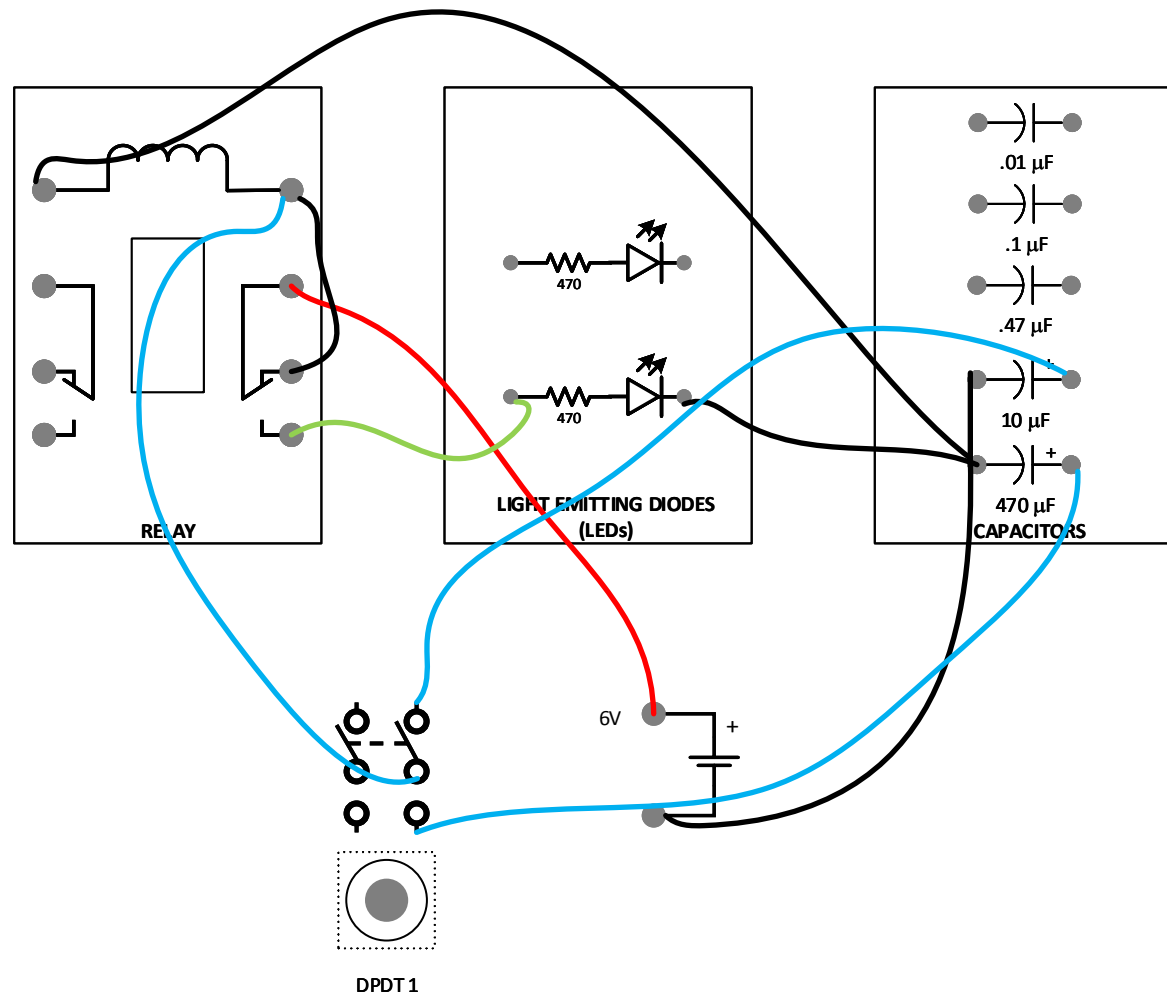 .01 µF
.1 µF
.47 µF
+
10 µF
+
470 µF
CAPACITORS
470
470
LIGHT EMITTING DIODES
(LEDs)
RELAY
6V
+
DPDT 1